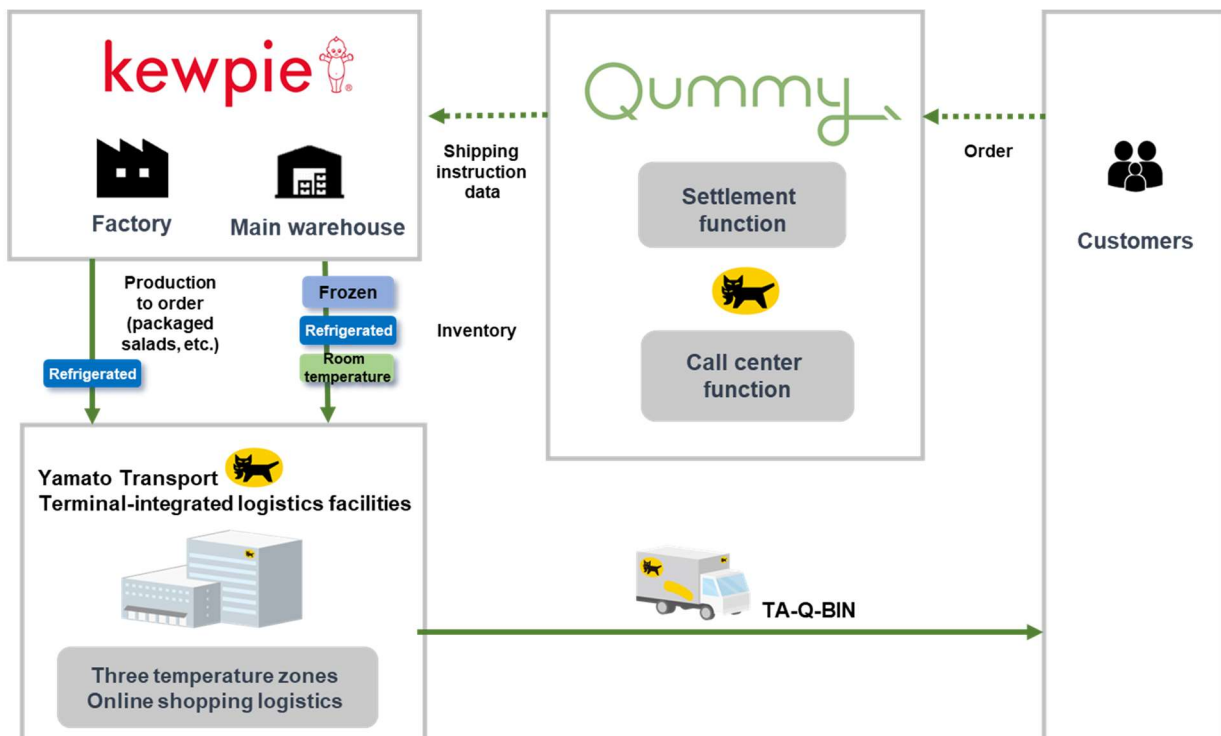 kewpie
®
Factory
Main warehouse
Shipping
instruction
data
Qummy
Settlement
function
Call center
function
Order
Customers
Production
to order
(packaged
salads, etc.)
Refrigerated
Frozen
Refrigerated
Room
temperature
Inventory
Yamato Transport
Terminal-integrated logistics facilities
Three temperature zones
Online shopping logistics
TA-Q-BIN